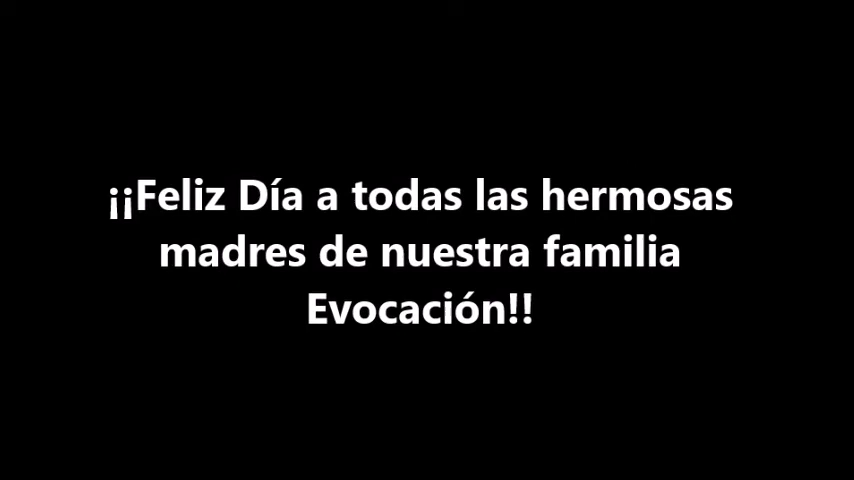 ¡¡Feliz Día a todas las hermosas
madres de nuestra familia
Evocación!!